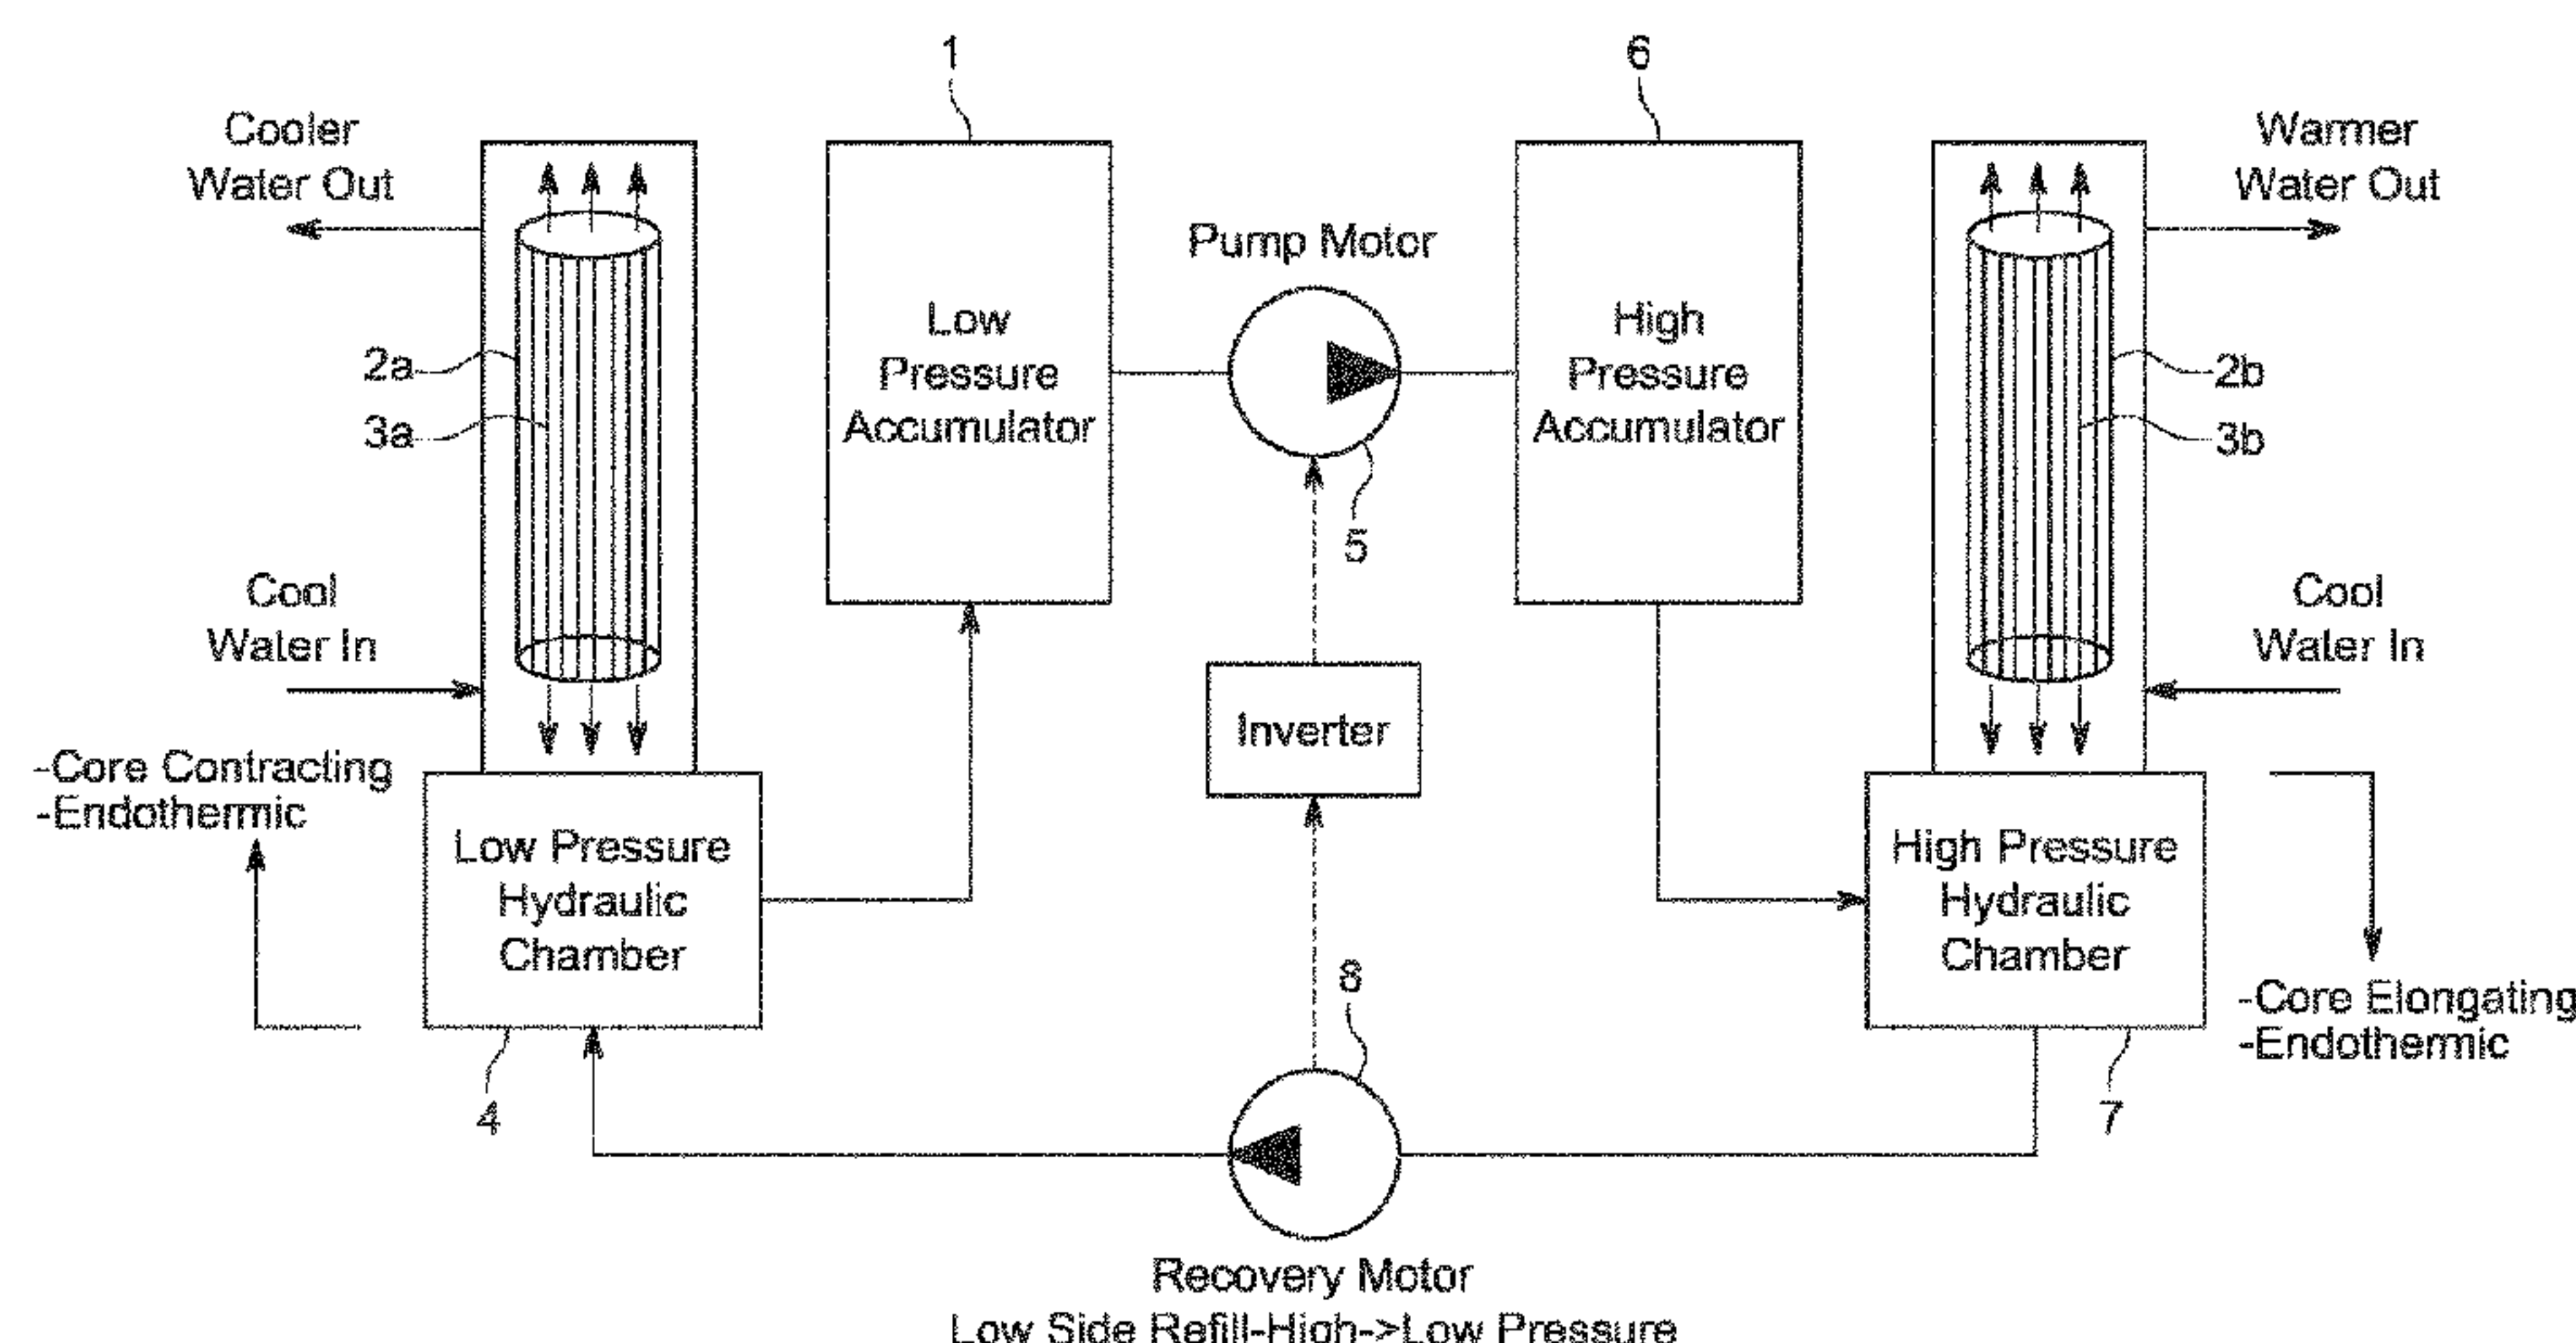 1
6
Cooler
Water Out
Warmer
Water Out
Pump Motor
Low
Pressure
Accumulator
High
Pressure
Accumulator
2a
3a
2b
3b
5
Cool
Water In
Cool
Water In
Inverter
-Core Contracting
-Endothermic
Low Pressure
Hydraulic
Chamber
High Pressure
Hydraulic
Chamber
8
-Core Elongating
-Endothermic
4
7
Recovery Motor
Low Side Refill-High->Low Pressure